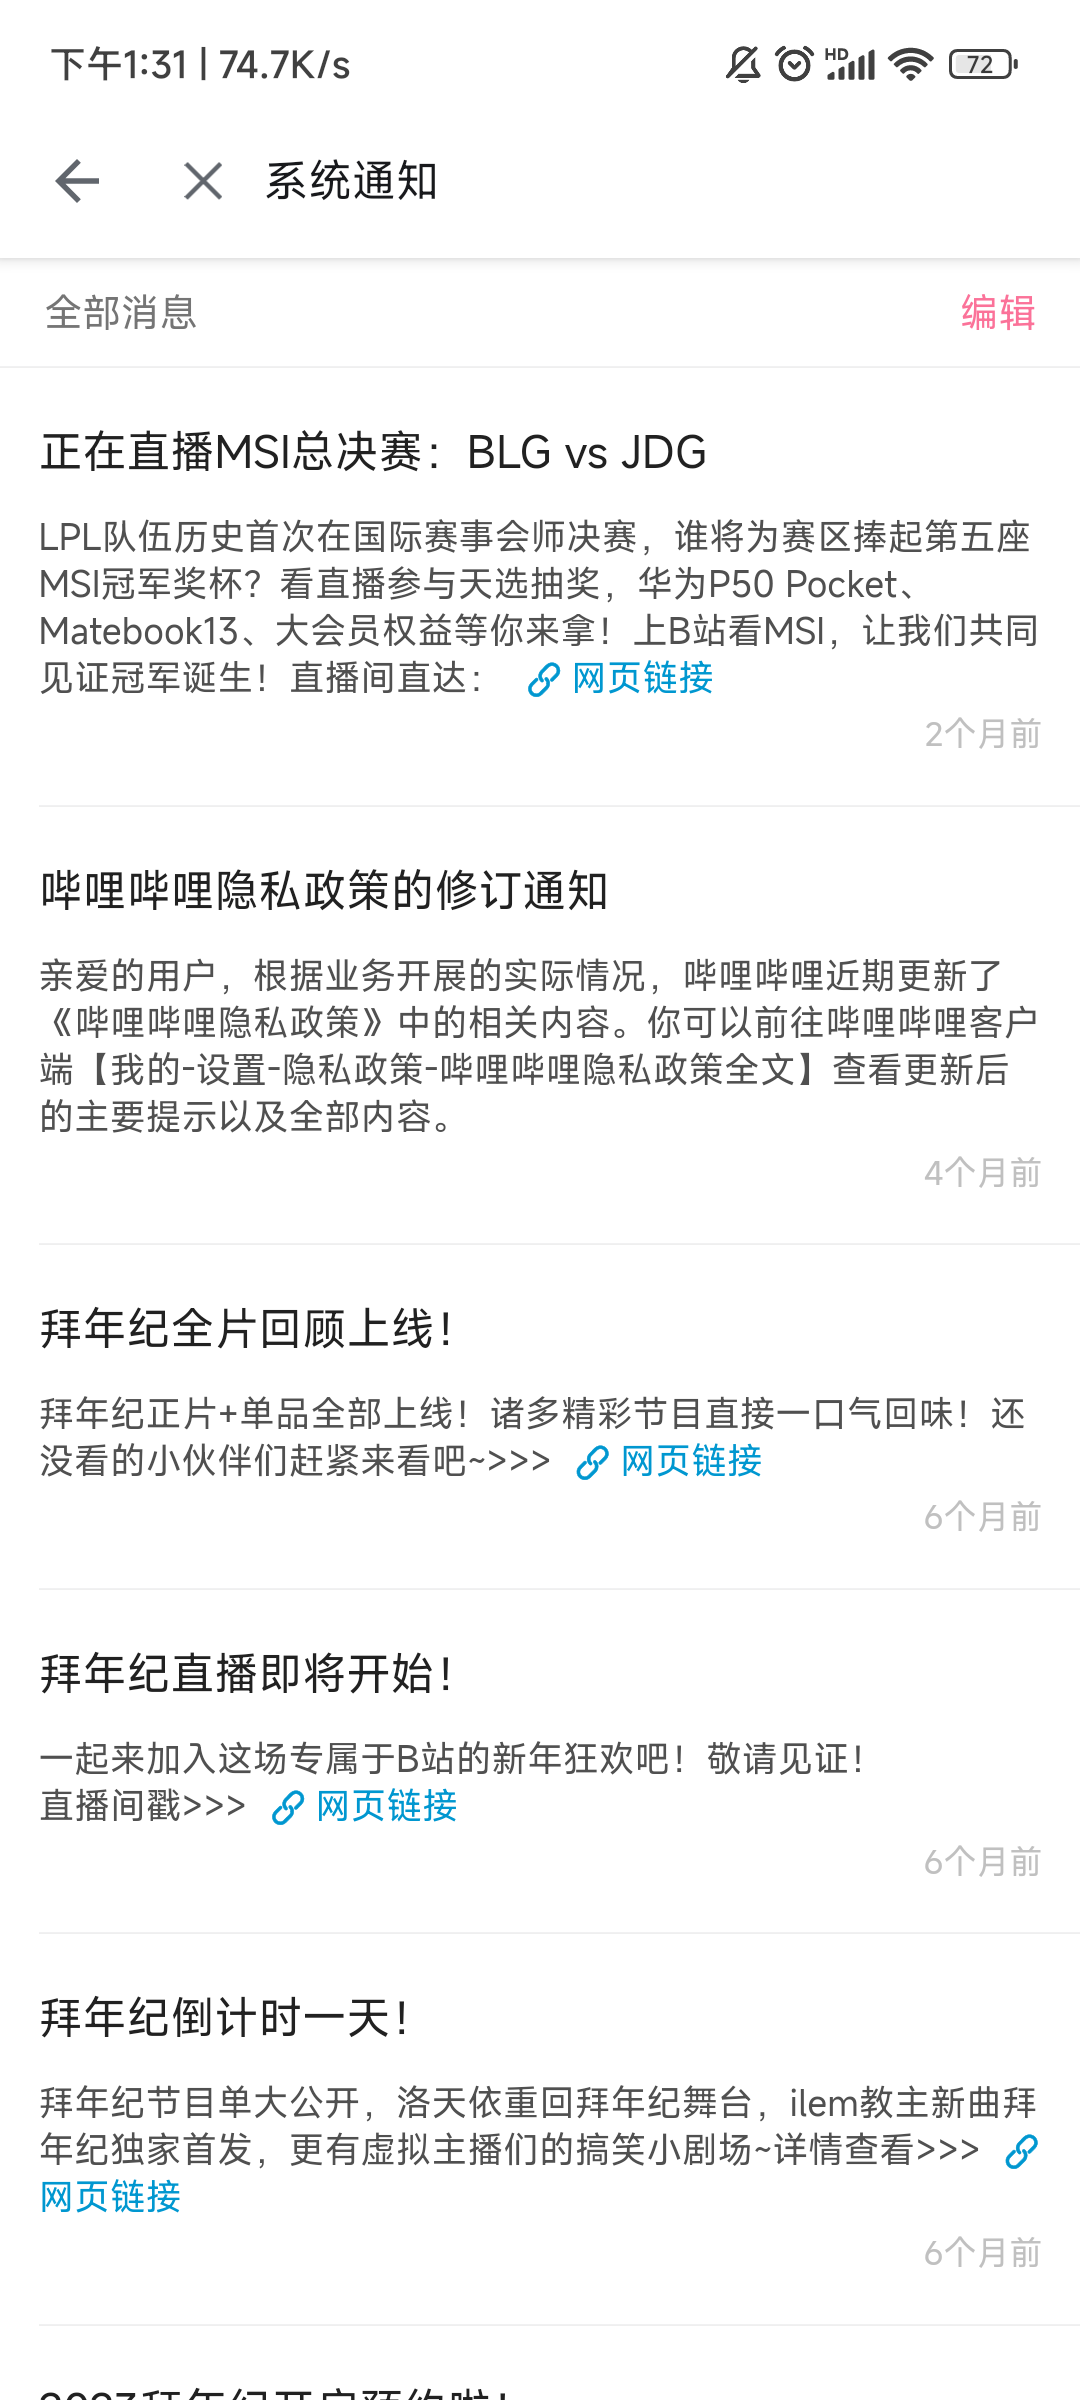 下午1:31 | 74.7K/s
HD
72
系统通知
全部消息
编辑
正在直播MSI总决赛：BLG vs JDG
LPL队伍历史首次在国际赛事会师决赛，谁将为赛区捧起第五座
MSI冠军奖杯？看直播参与天选抽奖，华为P50 Pocket、
Matebook13、大会员权益等你来拿！上B站看MSI，让我们共同
见证冠军诞生！直播间直达： 网页链接
2个月前
哔哩哔哩隐私政策的修订通知
亲爱的用户，根据业务开展的实际情况，哔哩哔哩近期更新了
《哔哩哔哩隐私政策》中的相关内容。你可以前往哔哩哔哩客户
端【我的-设置-隐私政策-哔哩哔哩隐私政策全文】查看更新后
的主要提示以及全部内容。
4个月前
拜年纪全片回顾上线！
拜年纪正片+单品全部上线！诸多精彩节目直接一口气回味！还
没看的小伙伴们赶紧来看吧~>>> 网页链接
6个月前
拜年纪直播即将开始！
一起来加入这场专属于B站的新年狂欢吧！敬请见证！
直播间戳>>> 网页链接
6个月前
拜年纪倒计时一天！
拜年纪节目单大公开，洛天依重回拜年纪舞台，ilem教主新曲拜
年纪独家首发，更有虚拟主播们的搞笑小剧场~详情查看>>>
网页链接
6个月前
2023拜年纪开启预约啦！